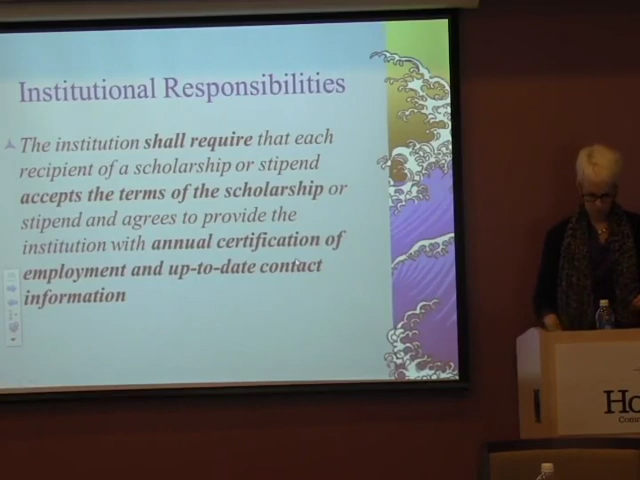 Institutional Responsibilities
The institution shall require that each
recipient of a scholarship or stipend
accepts the terms of the scholarship or
stipend and agrees to provide the
institution with annual certification of
employment and up-to-date contact
information
Ho
Comm